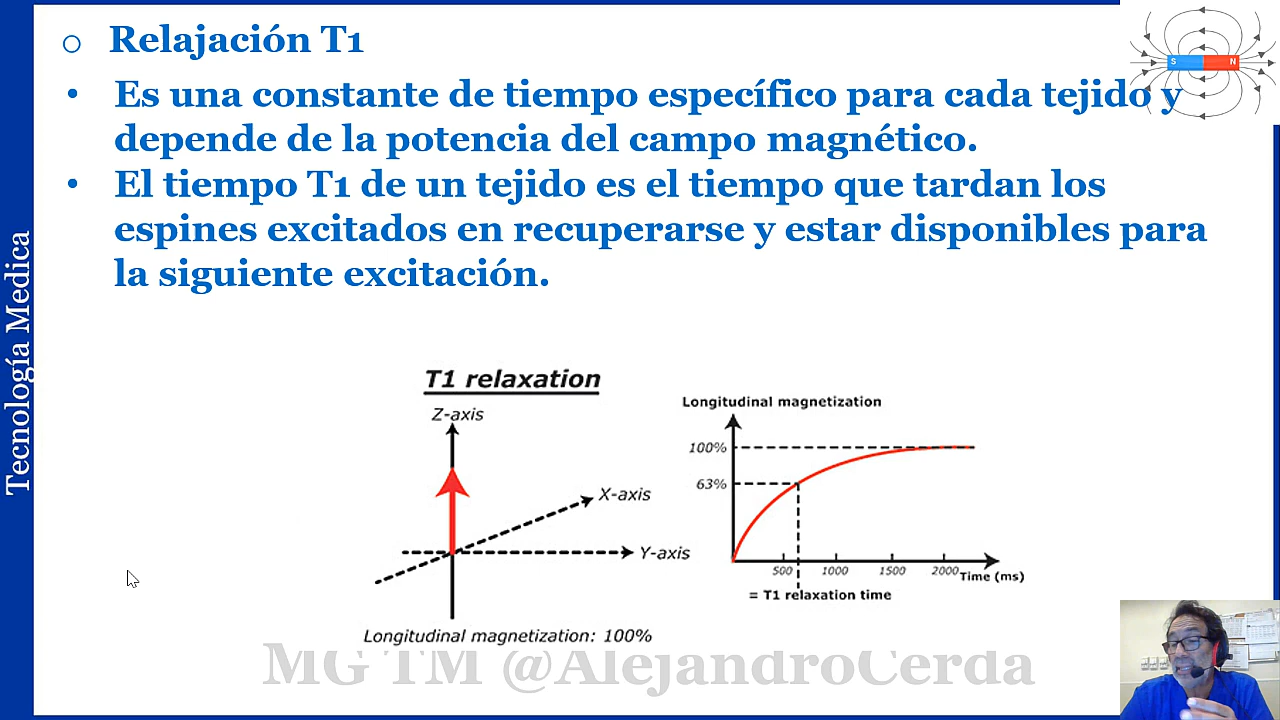 Relajación T1
Es una constante de tiempo específico para cada tejido y
depende de la potencia del campo magnético.
El tiempo T1 de un tejido es el tiempo que tardan los
espines excitados en recuperarse y estar disponibles para
la siguiente excitación.
S N
Tecnología Medica
T1 relaxation
Z-axis
X-axis
Y-axis
Longitudinal magnetization: 100%
Longitudinal magnetization
100%
63%
500 1000 1500 2000 Time (ms)
= T1 relaxation time
MG TM @AlejandroCerda